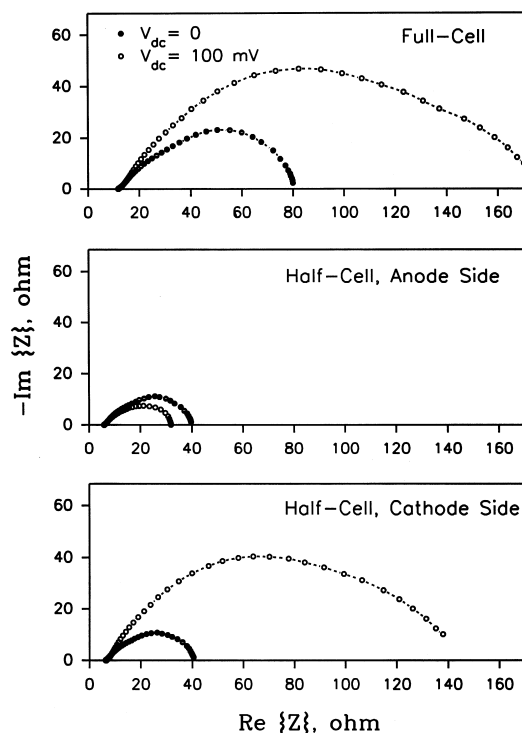 V_dc= 0
V_dc= 100 mV
Full-Cell
60
40
20
0
0 20 40 60 80 100 120 140 160
Half-Cell, Anode Side
60
40
20
0
0 20 40 60 80 100 120 140 160
Half-Cell, Cathode Side
60
40
20
0
0 20 40 60 80 100 120 140 160
-Im {Z}, ohm
Re {Z}, ohm